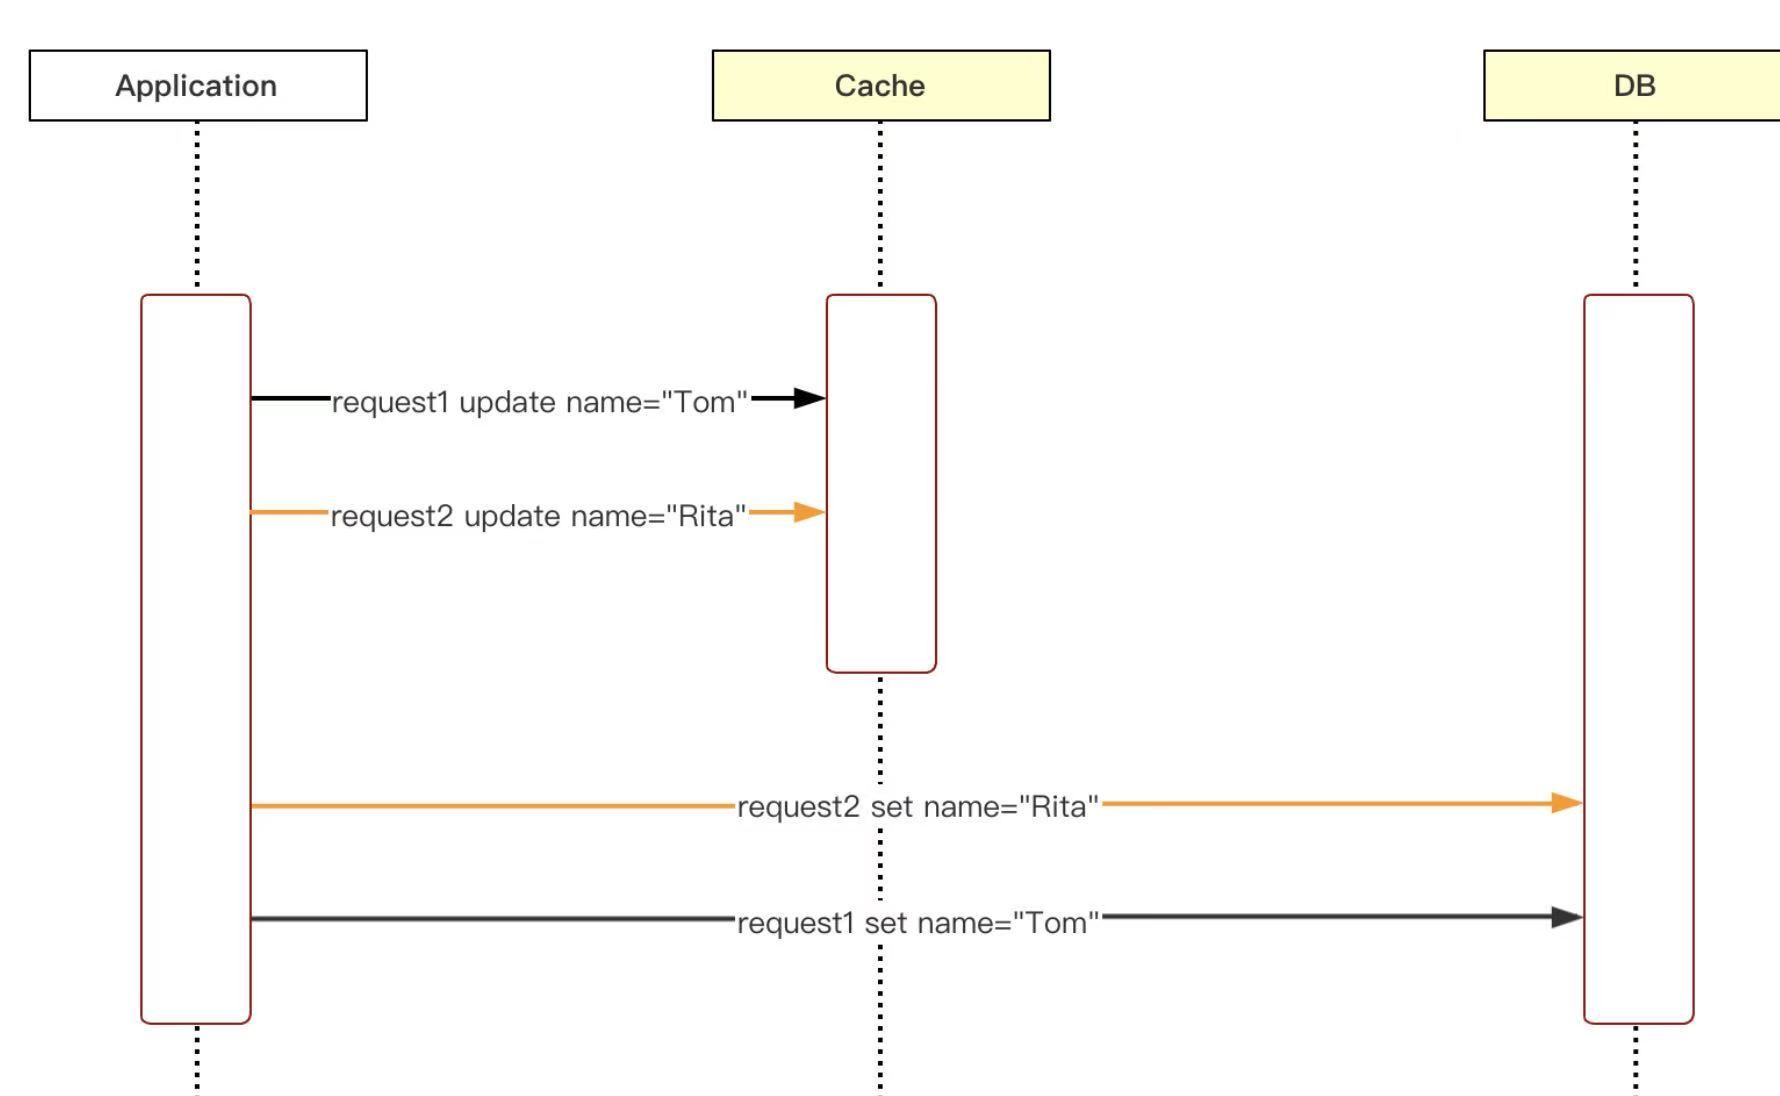 Application
Cache
DB
request1 update name="Tom"
request2 update name="Rita"
request2 set name="Rita"
request1 set name="Tom"